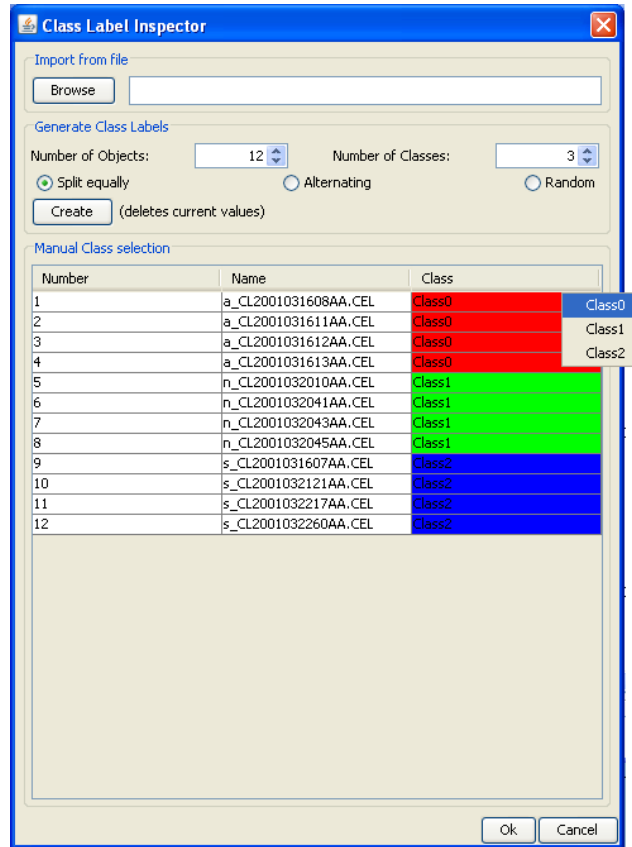 Class Label Inspector
Import from file
Browse
Generate Class Labels
Number of Objects: 12 Number of Classes: 3
Split equally Alternating Random
Create (deletes current values)
Manual Class selection
Number Name Class
1 a_CL2001031608AA.CEL Class0
2 a_CL2001031611AA.CEL Class0
3 a_CL2001031612AA.CEL Class0
4 a_CL2001031613AA.CEL Class0
5 n_CL2001032010AA.CEL Class1
6 n_CL2001032041AA.CEL Class1
7 n_CL2001032043AA.CEL Class1
8 n_CL2001032045AA.CEL Class1
9 s_CL2001031607AA.CEL Class2
10 s_CL2001032121AA.CEL Class2
11 s_CL2001032217AA.CEL Class2
12 s_CL2001032260AA.CEL Class2
Class0
Class1
Class2
Ok Cancel